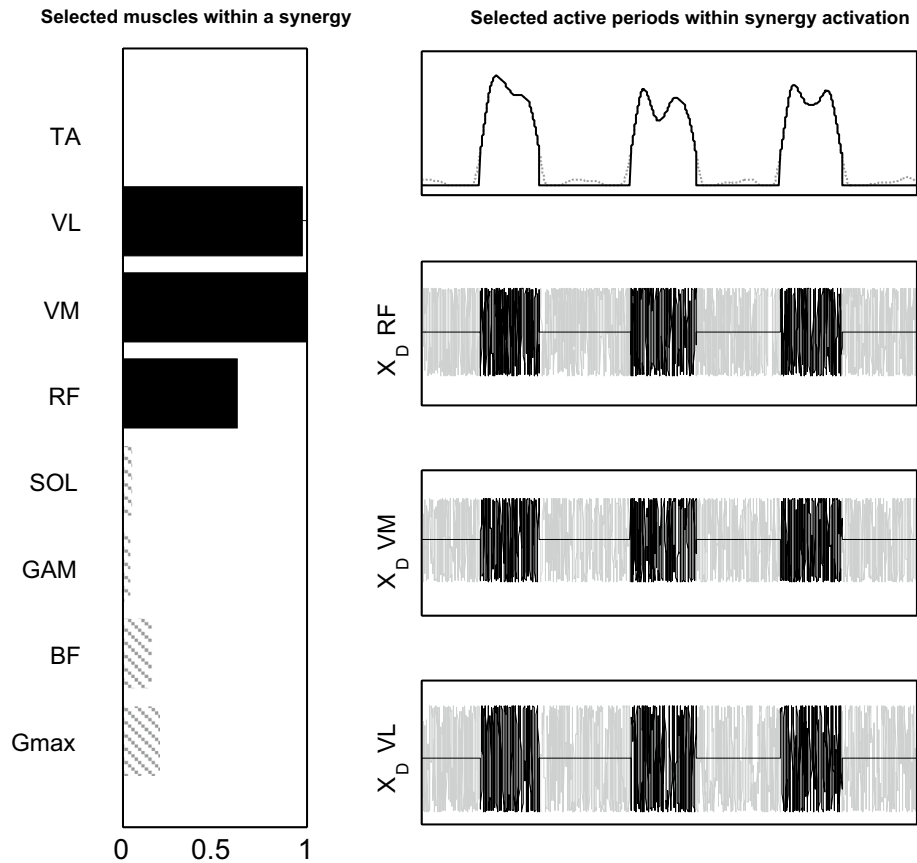 Selected muscles within a synergy
TA
VL
VM
RF
SOL
GAM
BF
Gmax
0 0.5 1
Selected active periods within synergy activation
X_D RF
X_D VM
X_D VL